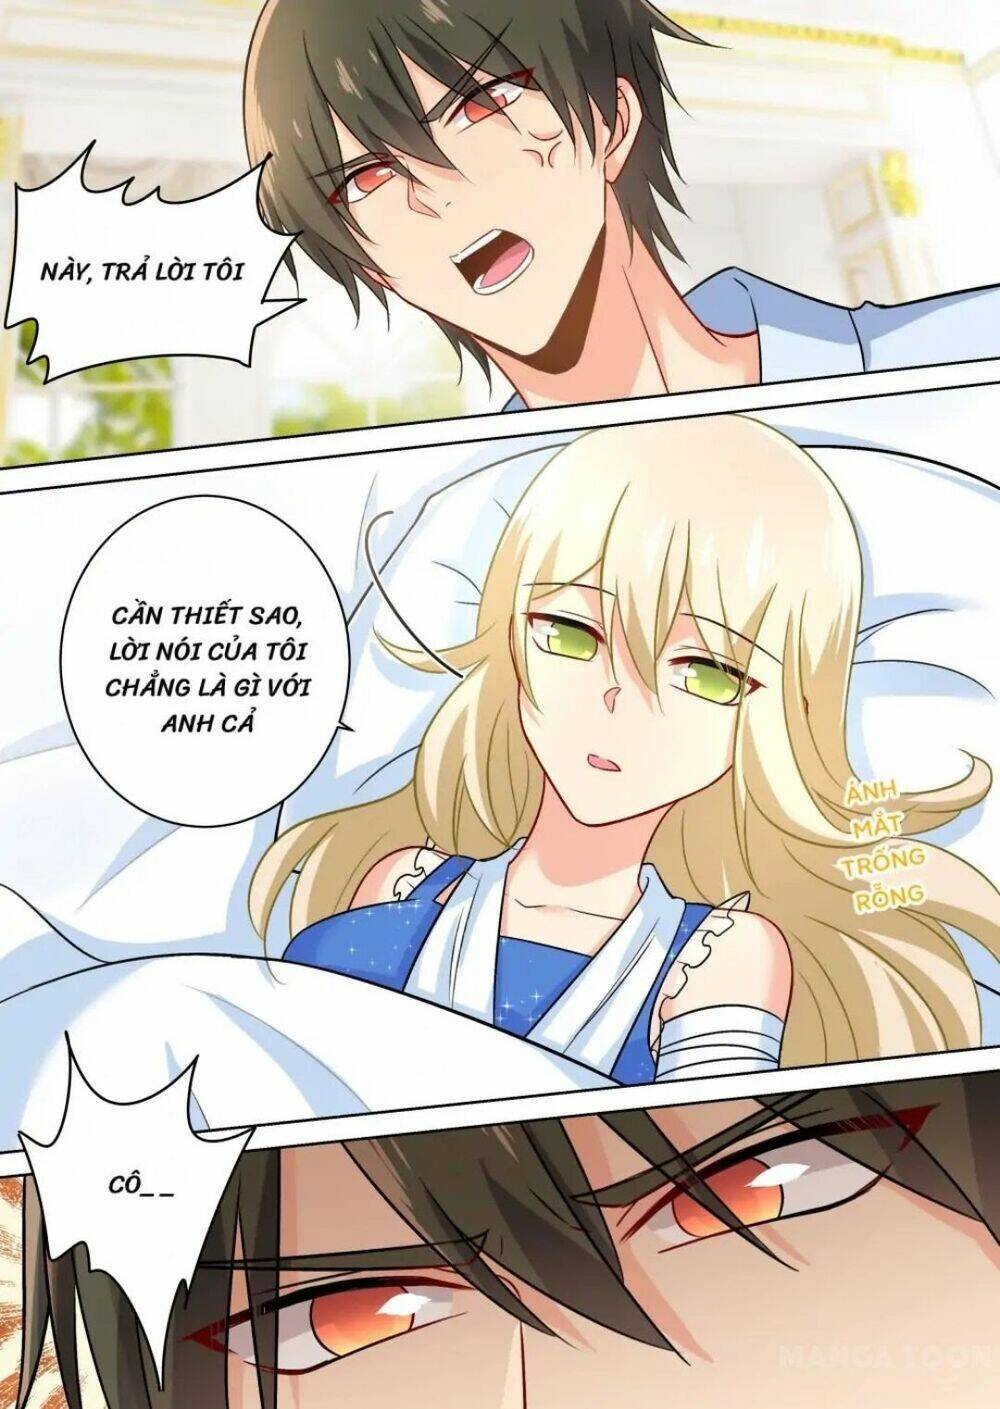 NÀY, TRẢ LỜI TÔI
CẦN THIẾT SAO,
LỜI NÓI CỦA TÔI
CHẲNG LÀ GÌ VỚI
ANH CẢ
ÁNH
MẮT
TRỐNG
RỖNG
CÔ__
MANGA TOON